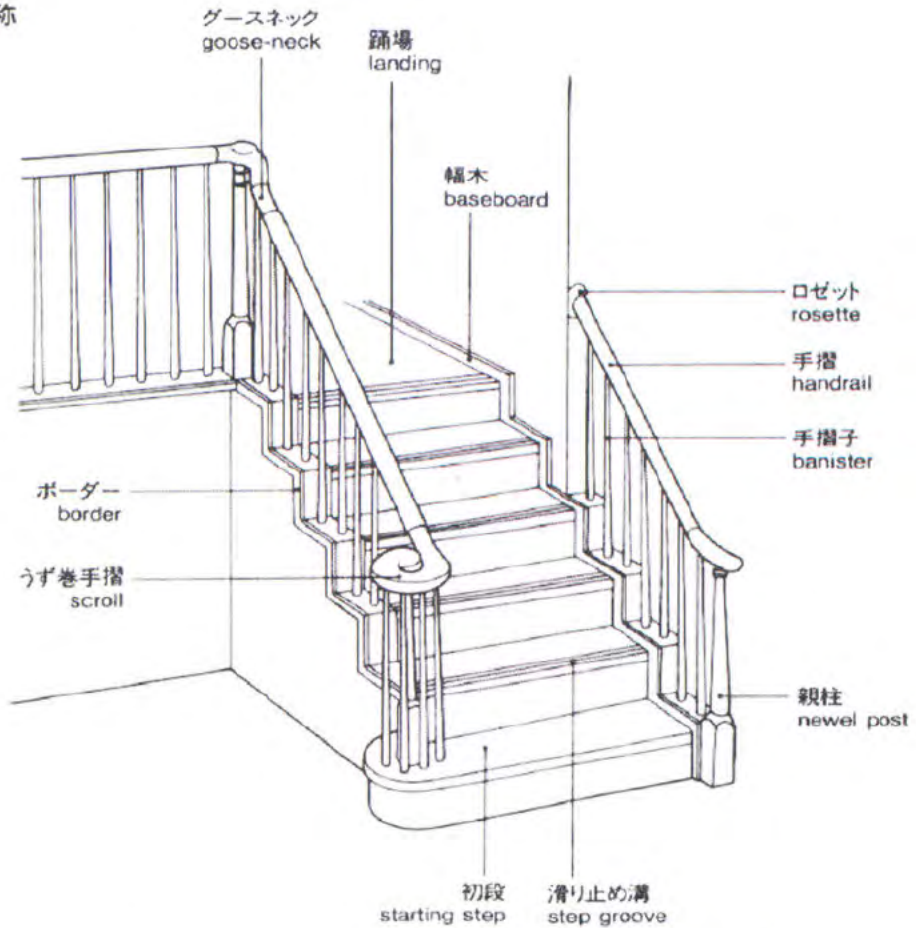 称
グースネック
goose-neck
踊場
landing
幅木
baseboard
ロゼット
rosette
手摺
handrail
手摺子
banister
ボーダー
border
うず巻手摺
scroll
親柱
newel post
初段
starting step
滑り止め溝
step groove